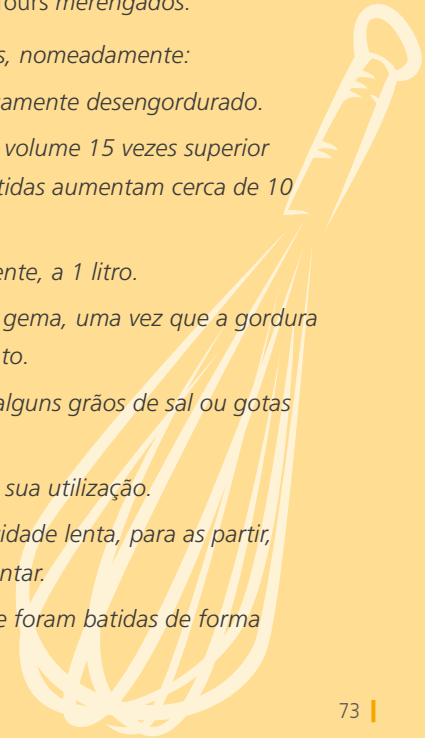 ours merengados.
s, nomeadamente:
amente desengordurado.
volume 15 vezes superior
tidas aumentam cerca de 10
ente, a 1 litro.
gema, uma vez que a gordura
to.
alguns grãos de sal ou gotas
sua utilização.
idade lenta, para as partir,
ntar.
e foram batidas de forma
73